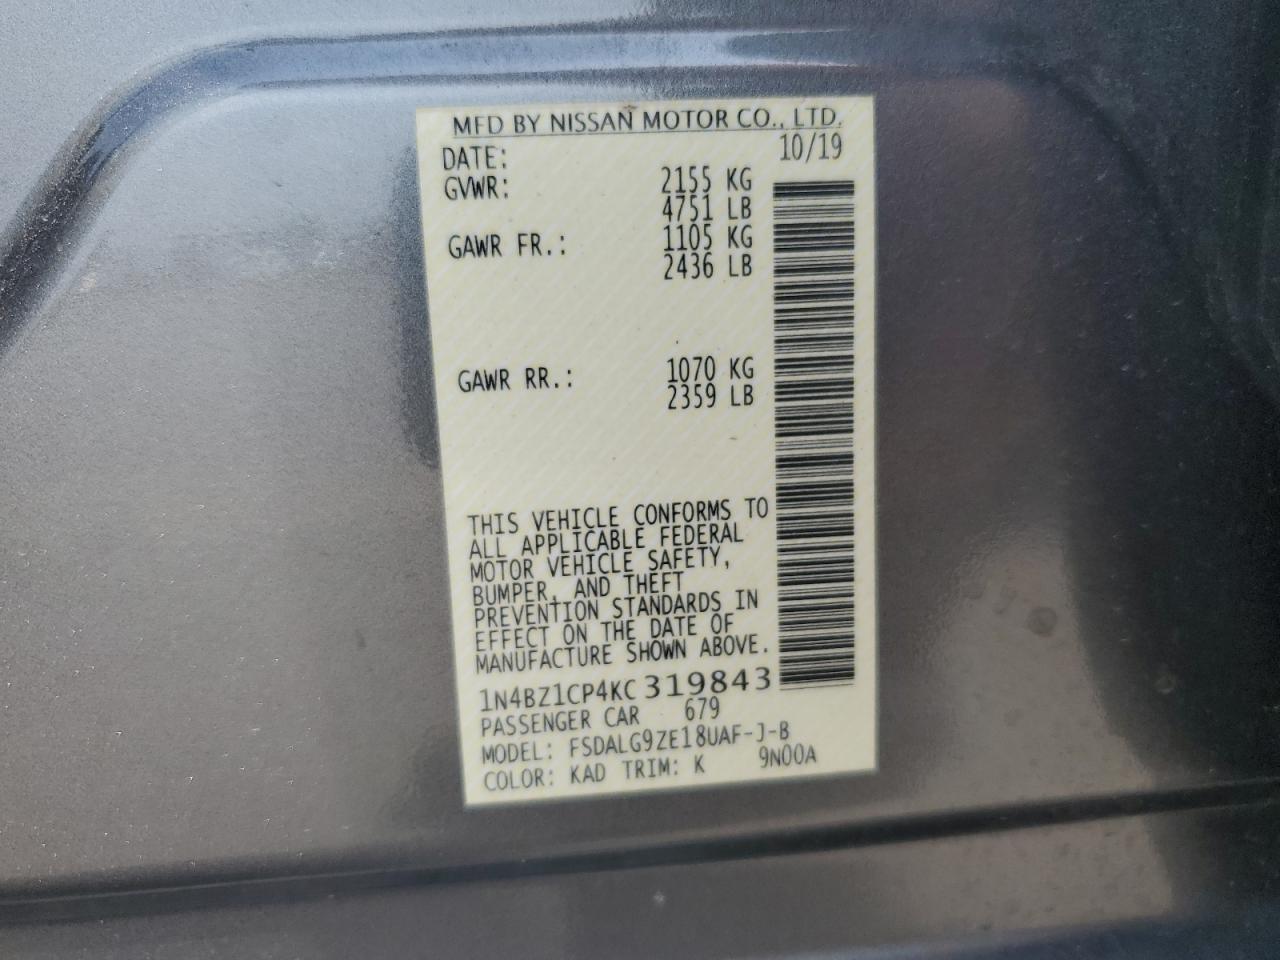 MFD BY NISSAN MOTOR CO., LTD.
DATE: 10/19
GVWR: 2155 KG
4751 LB
GAWR FR.: 1105 KG
2436 LB
GAWR RR.: 1070 KG
2359 LB
THIS VEHICLE CONFORMS TO
ALL APPLICABLE FEDERAL
MOTOR VEHICLE SAFETY,
BUMPER, AND THEFT
PREVENTION STANDARDS IN
EFFECT ON THE DATE OF
MANUFACTURE SHOWN ABOVE.
1N4BZ1CP4KC319843
PASSENGER CAR 679
MODEL: FSDALG9ZE18UAF-J-B
COLOR: KAD TRIM: K 9N00A